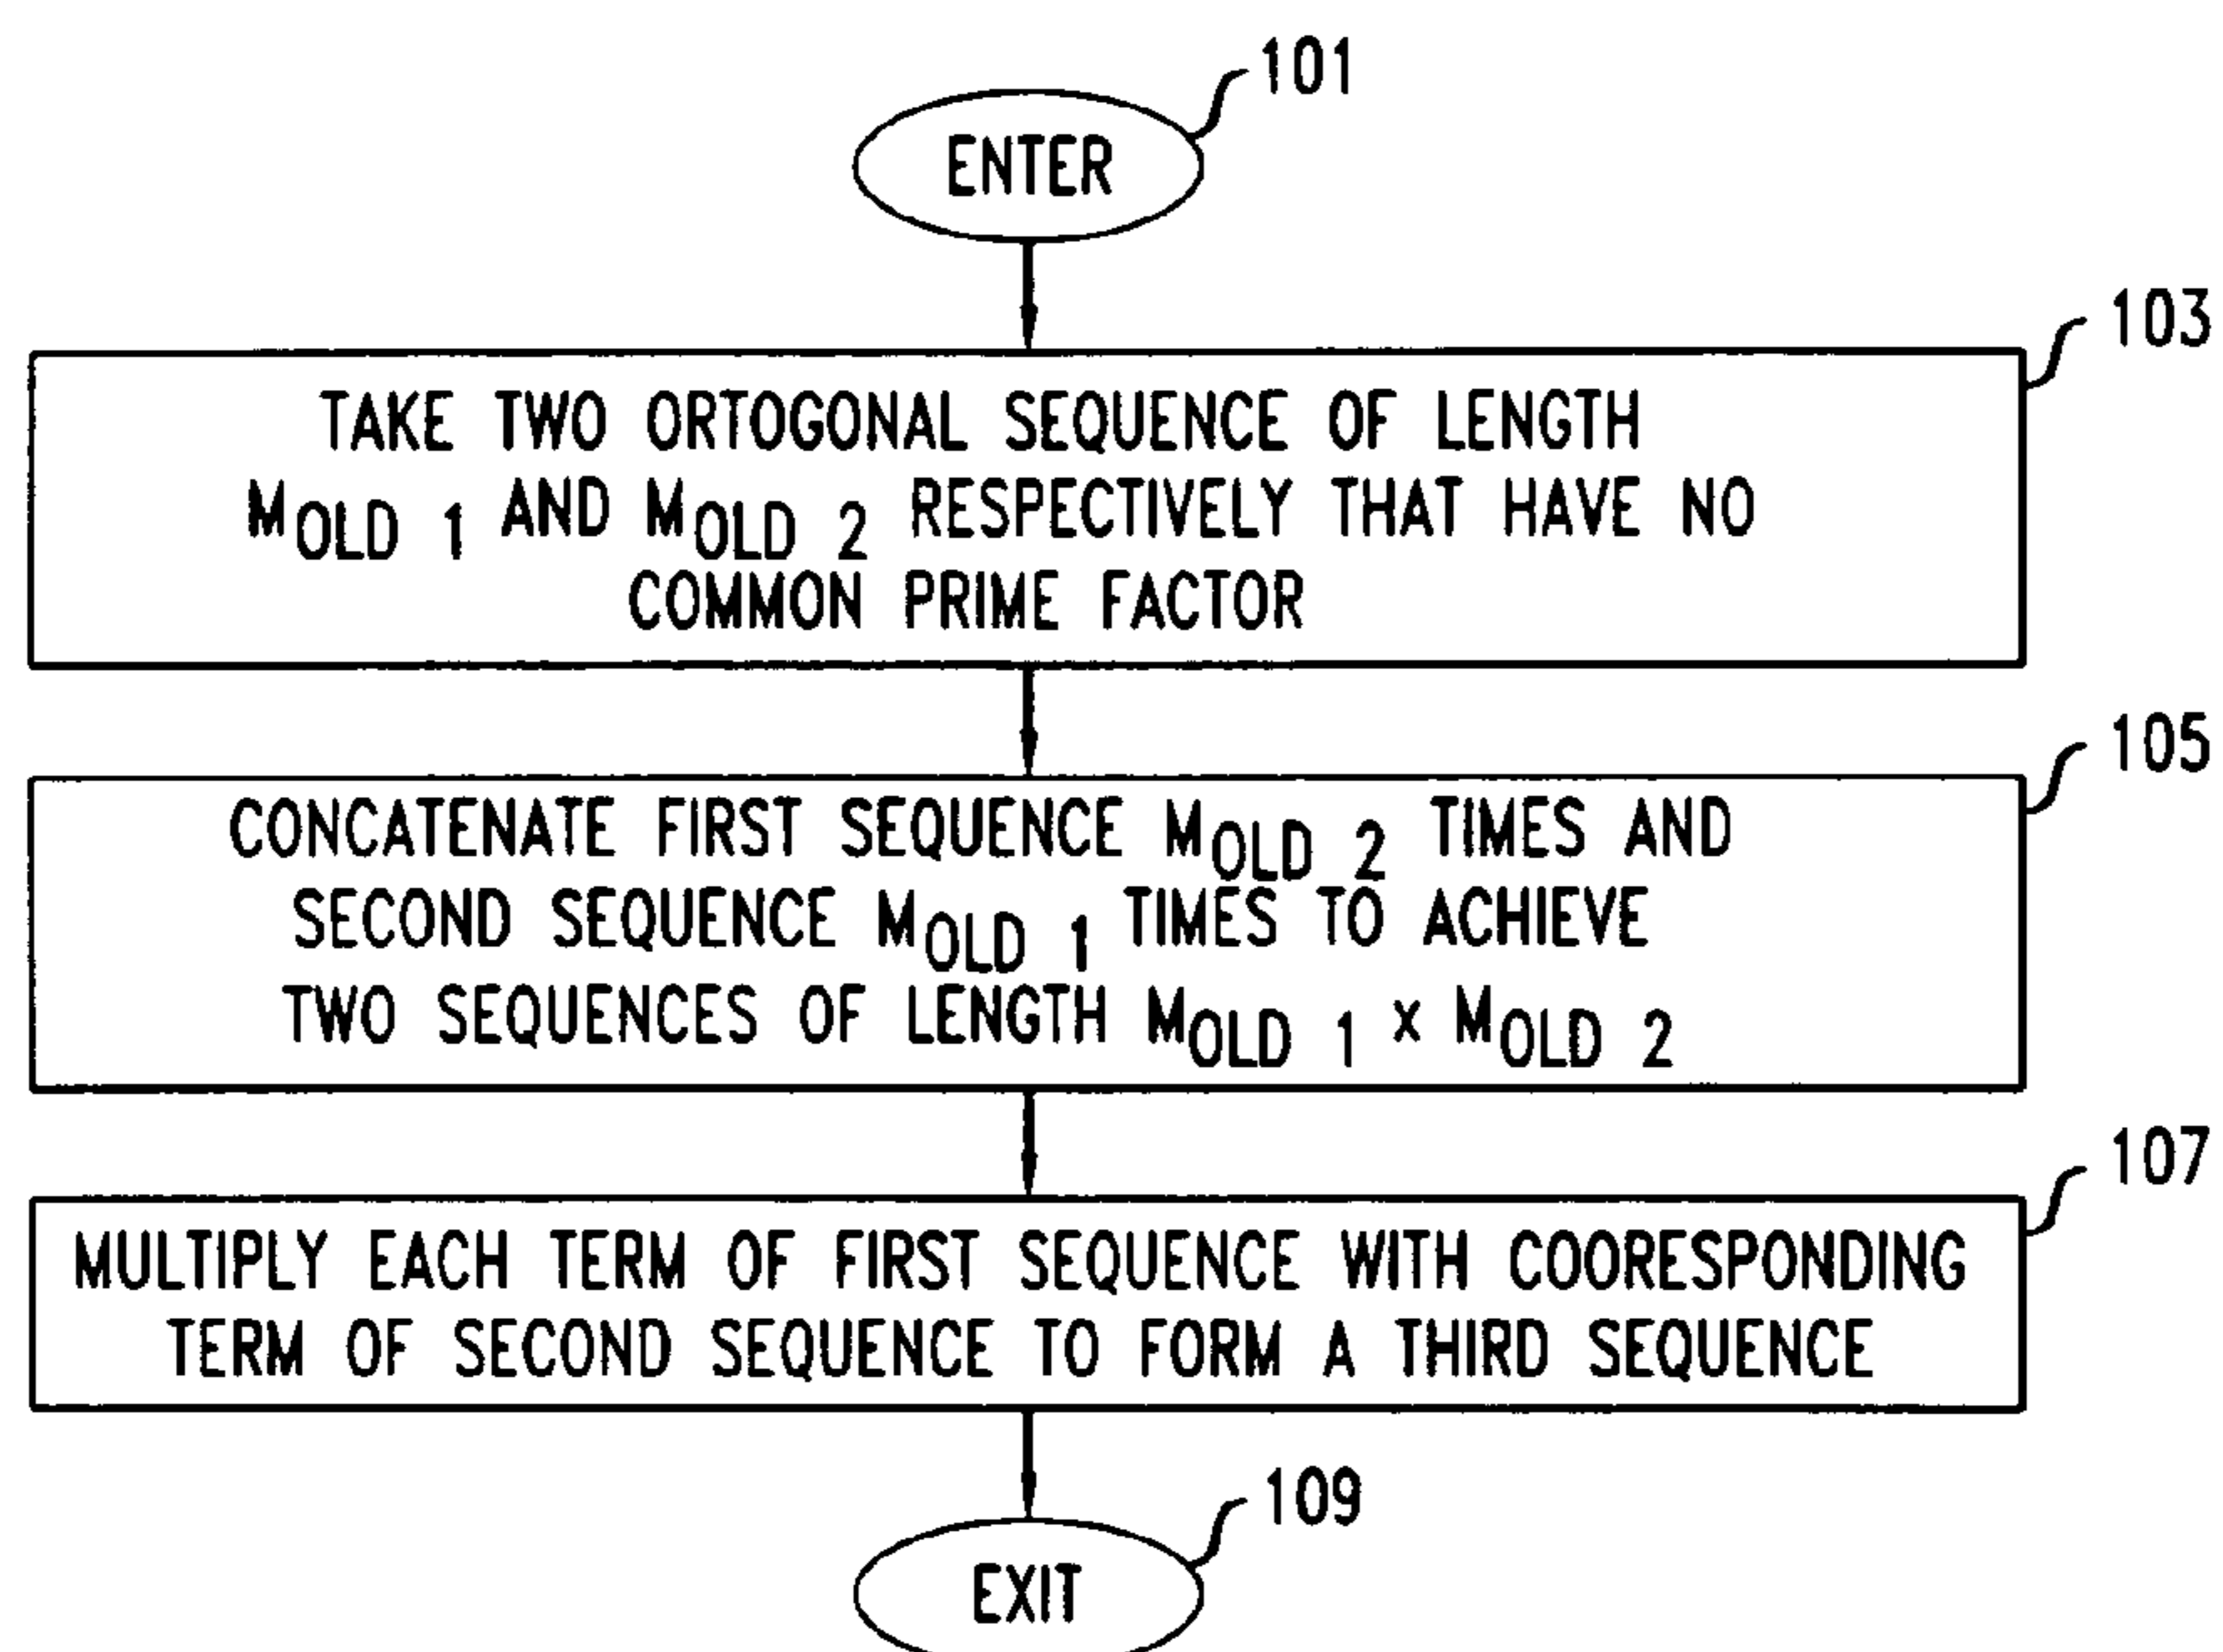 101
ENTER
103
TAKE TWO ORTOGONAL SEQUENCE OF LENGTH
MOLD 1 AND MOLD 2 RESPECTIVELY THAT HAVE NO
COMMON PRIME FACTOR
105
CONCATENATE FIRST SEQUENCE MOLD 2 TIMES AND
SECOND SEQUENCE MOLD 1 TIMES TO ACHIEVE
TWO SEQUENCES OF LENGTH MOLD 1 x MOLD 2
107
MULTIPLY EACH TERM OF FIRST SEQUENCE WITH COORESPONDING
TERM OF SECOND SEQUENCE TO FORM A THIRD SEQUENCE
109
EXIT